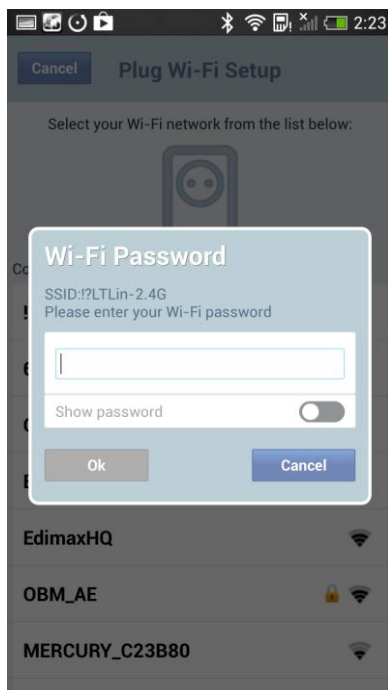 2:23
Cancel
Plug Wi-Fi Setup
Select your Wi-Fi network from the list below:
Co
Wi-Fi Password
SSID:!?LTLin-2.4G
Please enter your Wi-Fi password
Show password
Ok
Cancel
EdimaxHQ
OBM_AE
MERCURY_C23B80